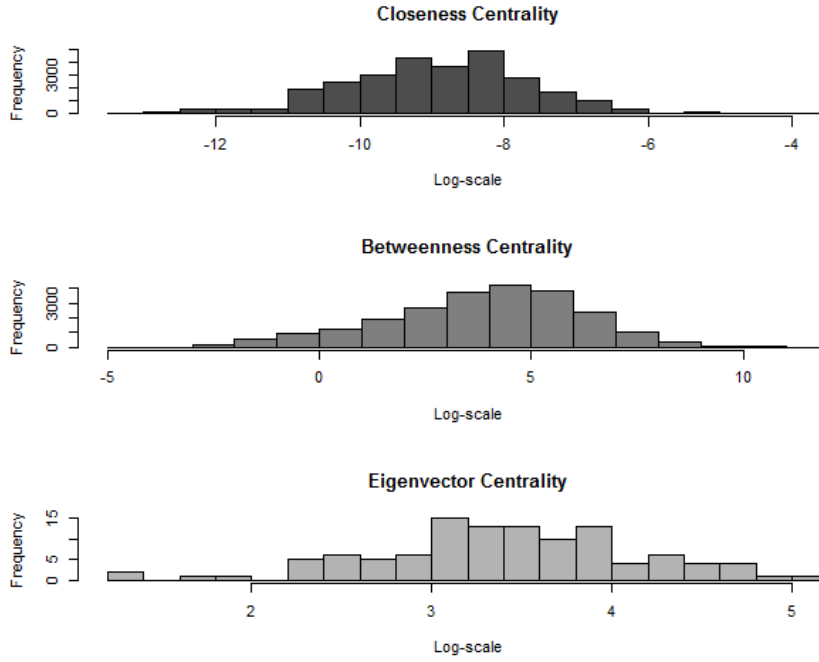 Closeness Centrality
Frequency
3000
0
-12 -10 -8 -6 -4
Log-scale
Betweenness Centrality
Frequency
3000
0
-5 0 5 10
Log-scale
Eigenvector Centrality
Frequency
15
5
0
2 3 4 5
Log-scale